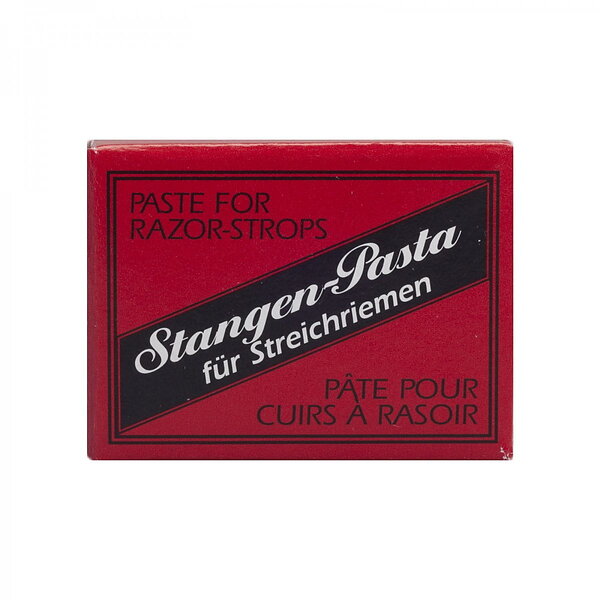 PASTE FOR
RAZOR-STROPS
Stangen-Pasta
für Streichriemen
PÂTE POUR
CUIRS À RASOIR